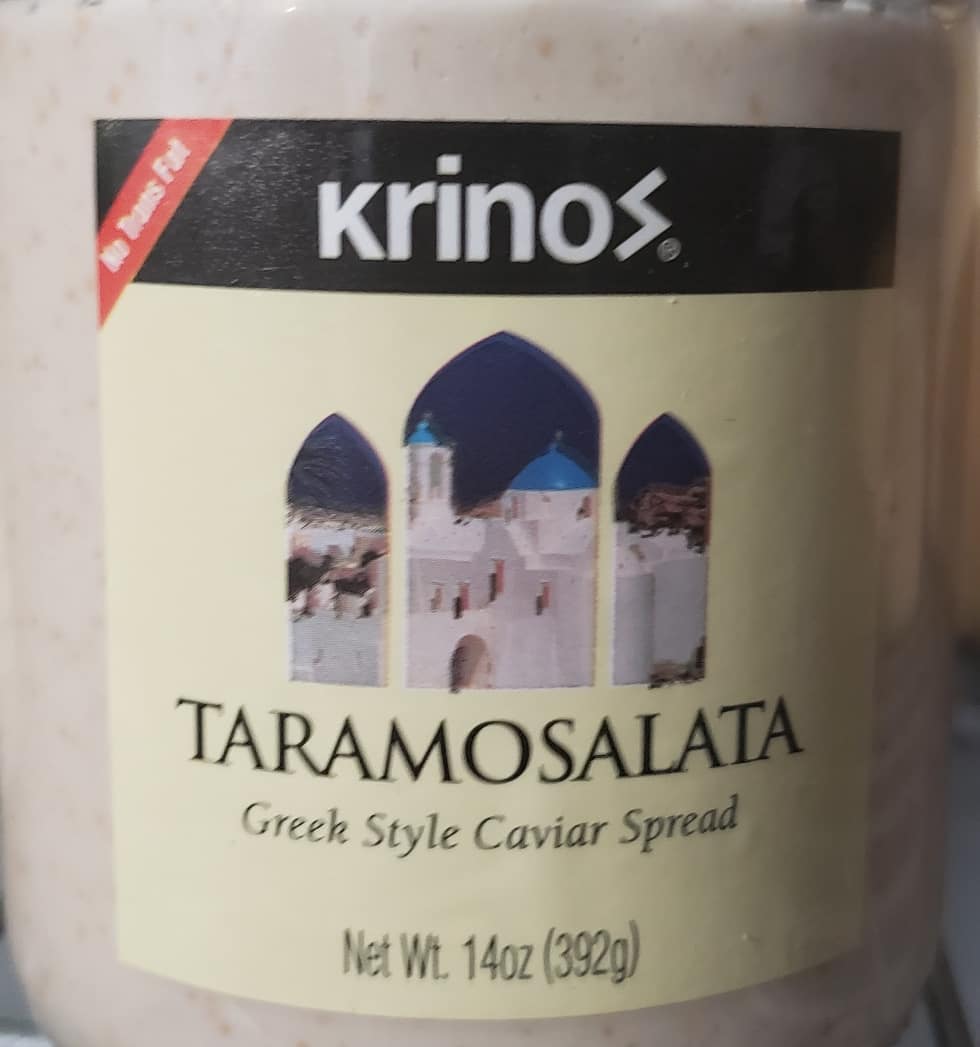 No Trans Fat
Krinos®
TARAMOSALATA
Greek Style Caviar Spread
Net Wt. 14oz (392g)